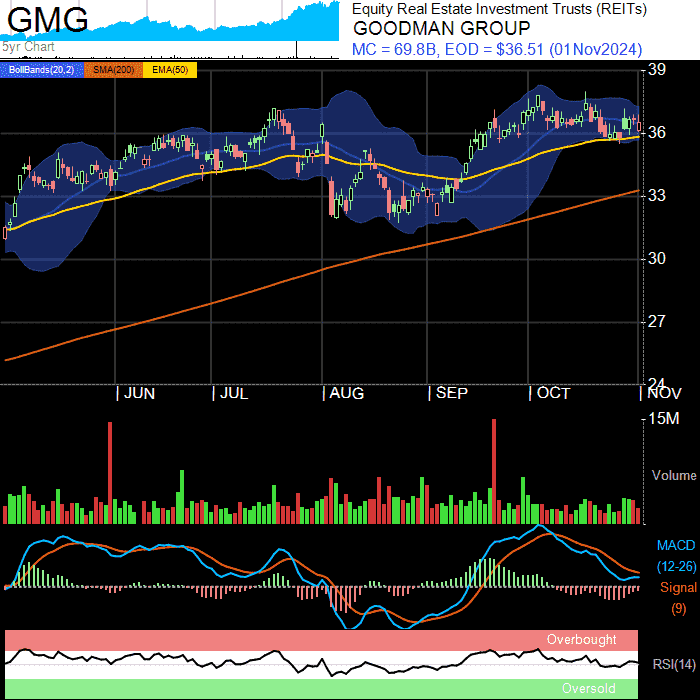 GMG
5yr Chart
Equity Real Estate Investment Trusts (REITs)
GOODMAN GROUP
MC = 69.8B, EOD = $36.51 (01Nov2024)
BollBands(20,2) SMA(200) EMA(50)
39
36
33
30
27
24
JUN JUL AUG SEP OCT NOV
15M
Volume
MACD
(12-26)
Signal
(9)
Overbought
RSI(14)
Oversold